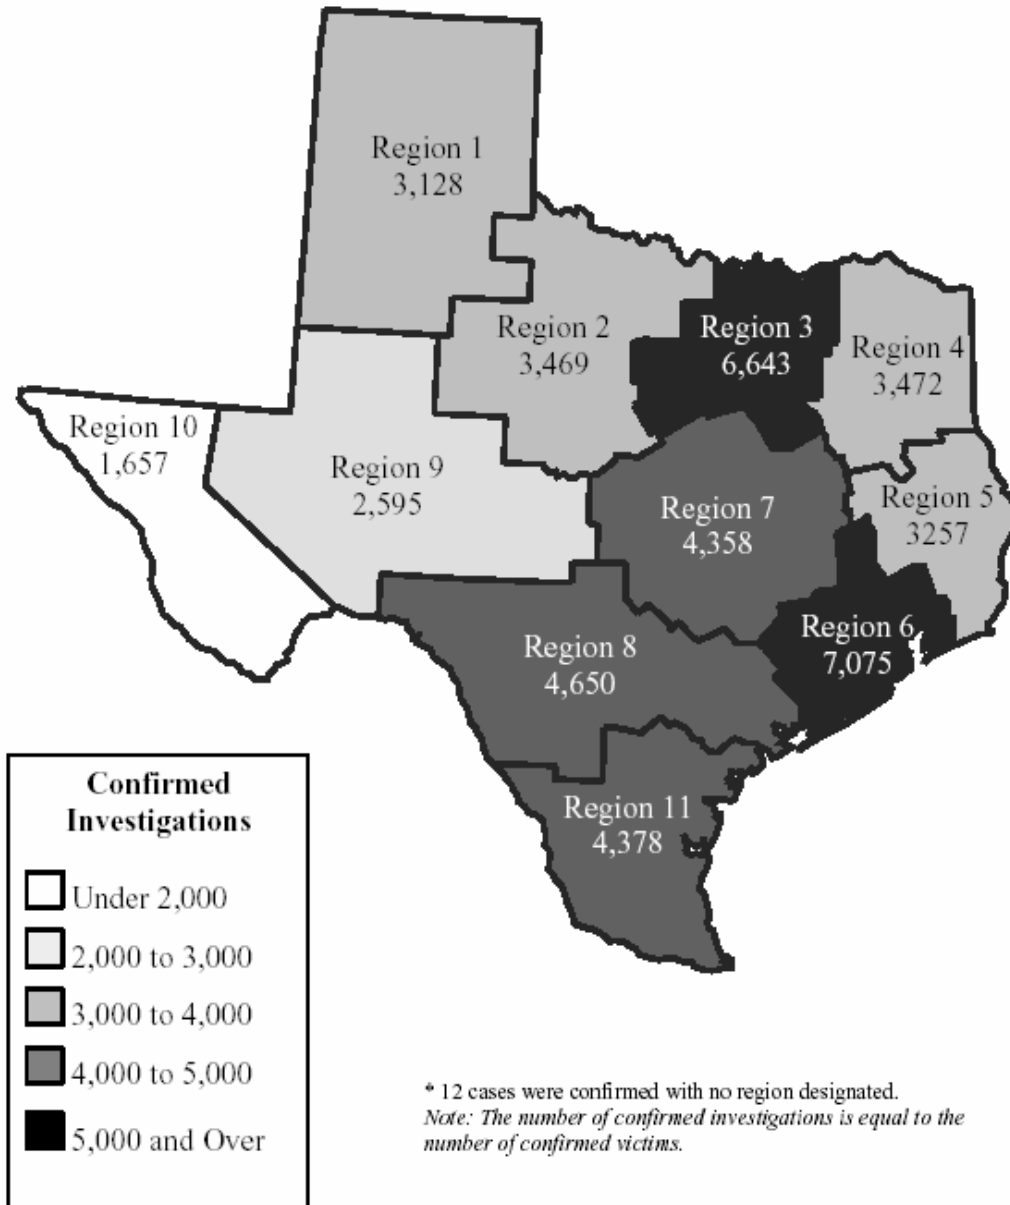 Region 1
3,128
Region 2
3,469
Region 3
6,643
Region 4
3,472
Region 10
1,657
Region 9
2,595
Region 7
4,358
Region 5
3257
Region 6
7,075
Region 8
4,650
Region 11
4,378
Confirmed
Investigations
Under 2,000
2,000 to 3,000
3,000 to 4,000
4,000 to 5,000
5,000 and Over
* 12 cases were confirmed with no region designated.
Note: The number of confirmed investigations is equal to the
number of confirmed victims.